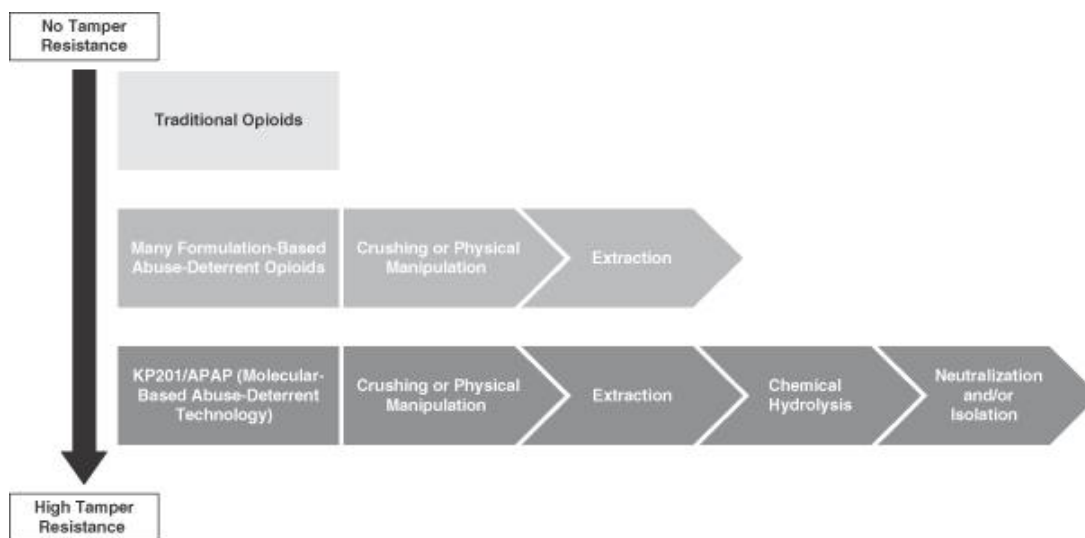 No Tamper
Resistance
Traditional Opioids
Many Formulation-Based
Abuse-Deterrent Opioids
Crushing or Physical
Manipulation
Extraction
KP201/APAP (Molecular-
Based Abuse-Deterrent
Technology)
Crushing or Physical
Manipulation
Extraction
Chemical
Hydrolysis
Neutralization
and/or
Isolation
High Tamper
Resistance